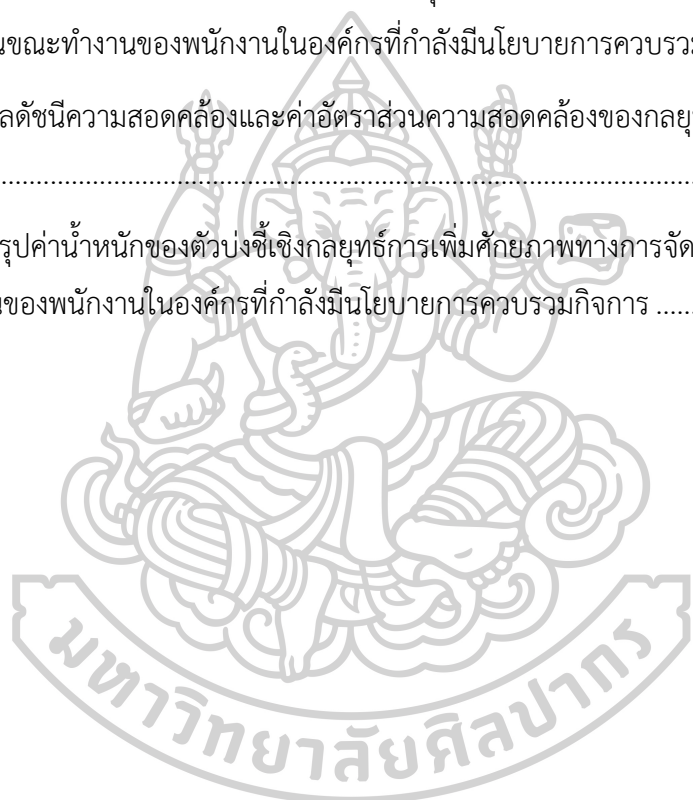 นขณะทำงานของพนักงานในองค์กรที่กำลังมีนโยบายการควบรวม
ลดัชนีความสอดคล้องและค่าอัตราส่วนความสอดคล้องของกลยุ
....................................................................................................
รุปค่าน้ำหนักของตัวบ่งชี้เชิงกลยุทธ์การเพิ่มศักยภาพทางการจัด
ของพนักงานในองค์กรที่กำลังมีนโยบายการควบรวมกิจการ ......
มหาวิทยาลัยศิลปากร